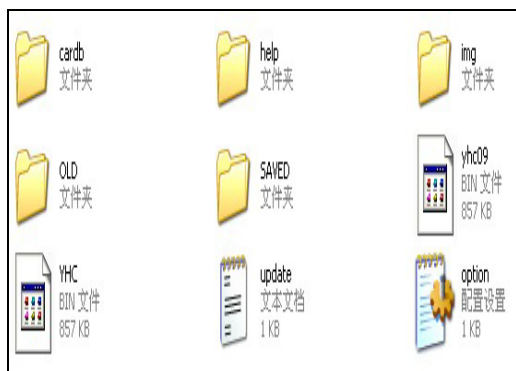 cardb
文件夹
help
文件夹
img
文件夹
OLD
文件夹
SAVED
文件夹
yhc09
BIN 文件
857 KB
YHC
BIN 文件
857 KB
update
文本文档
1 KB
option
配置设置
1 KB